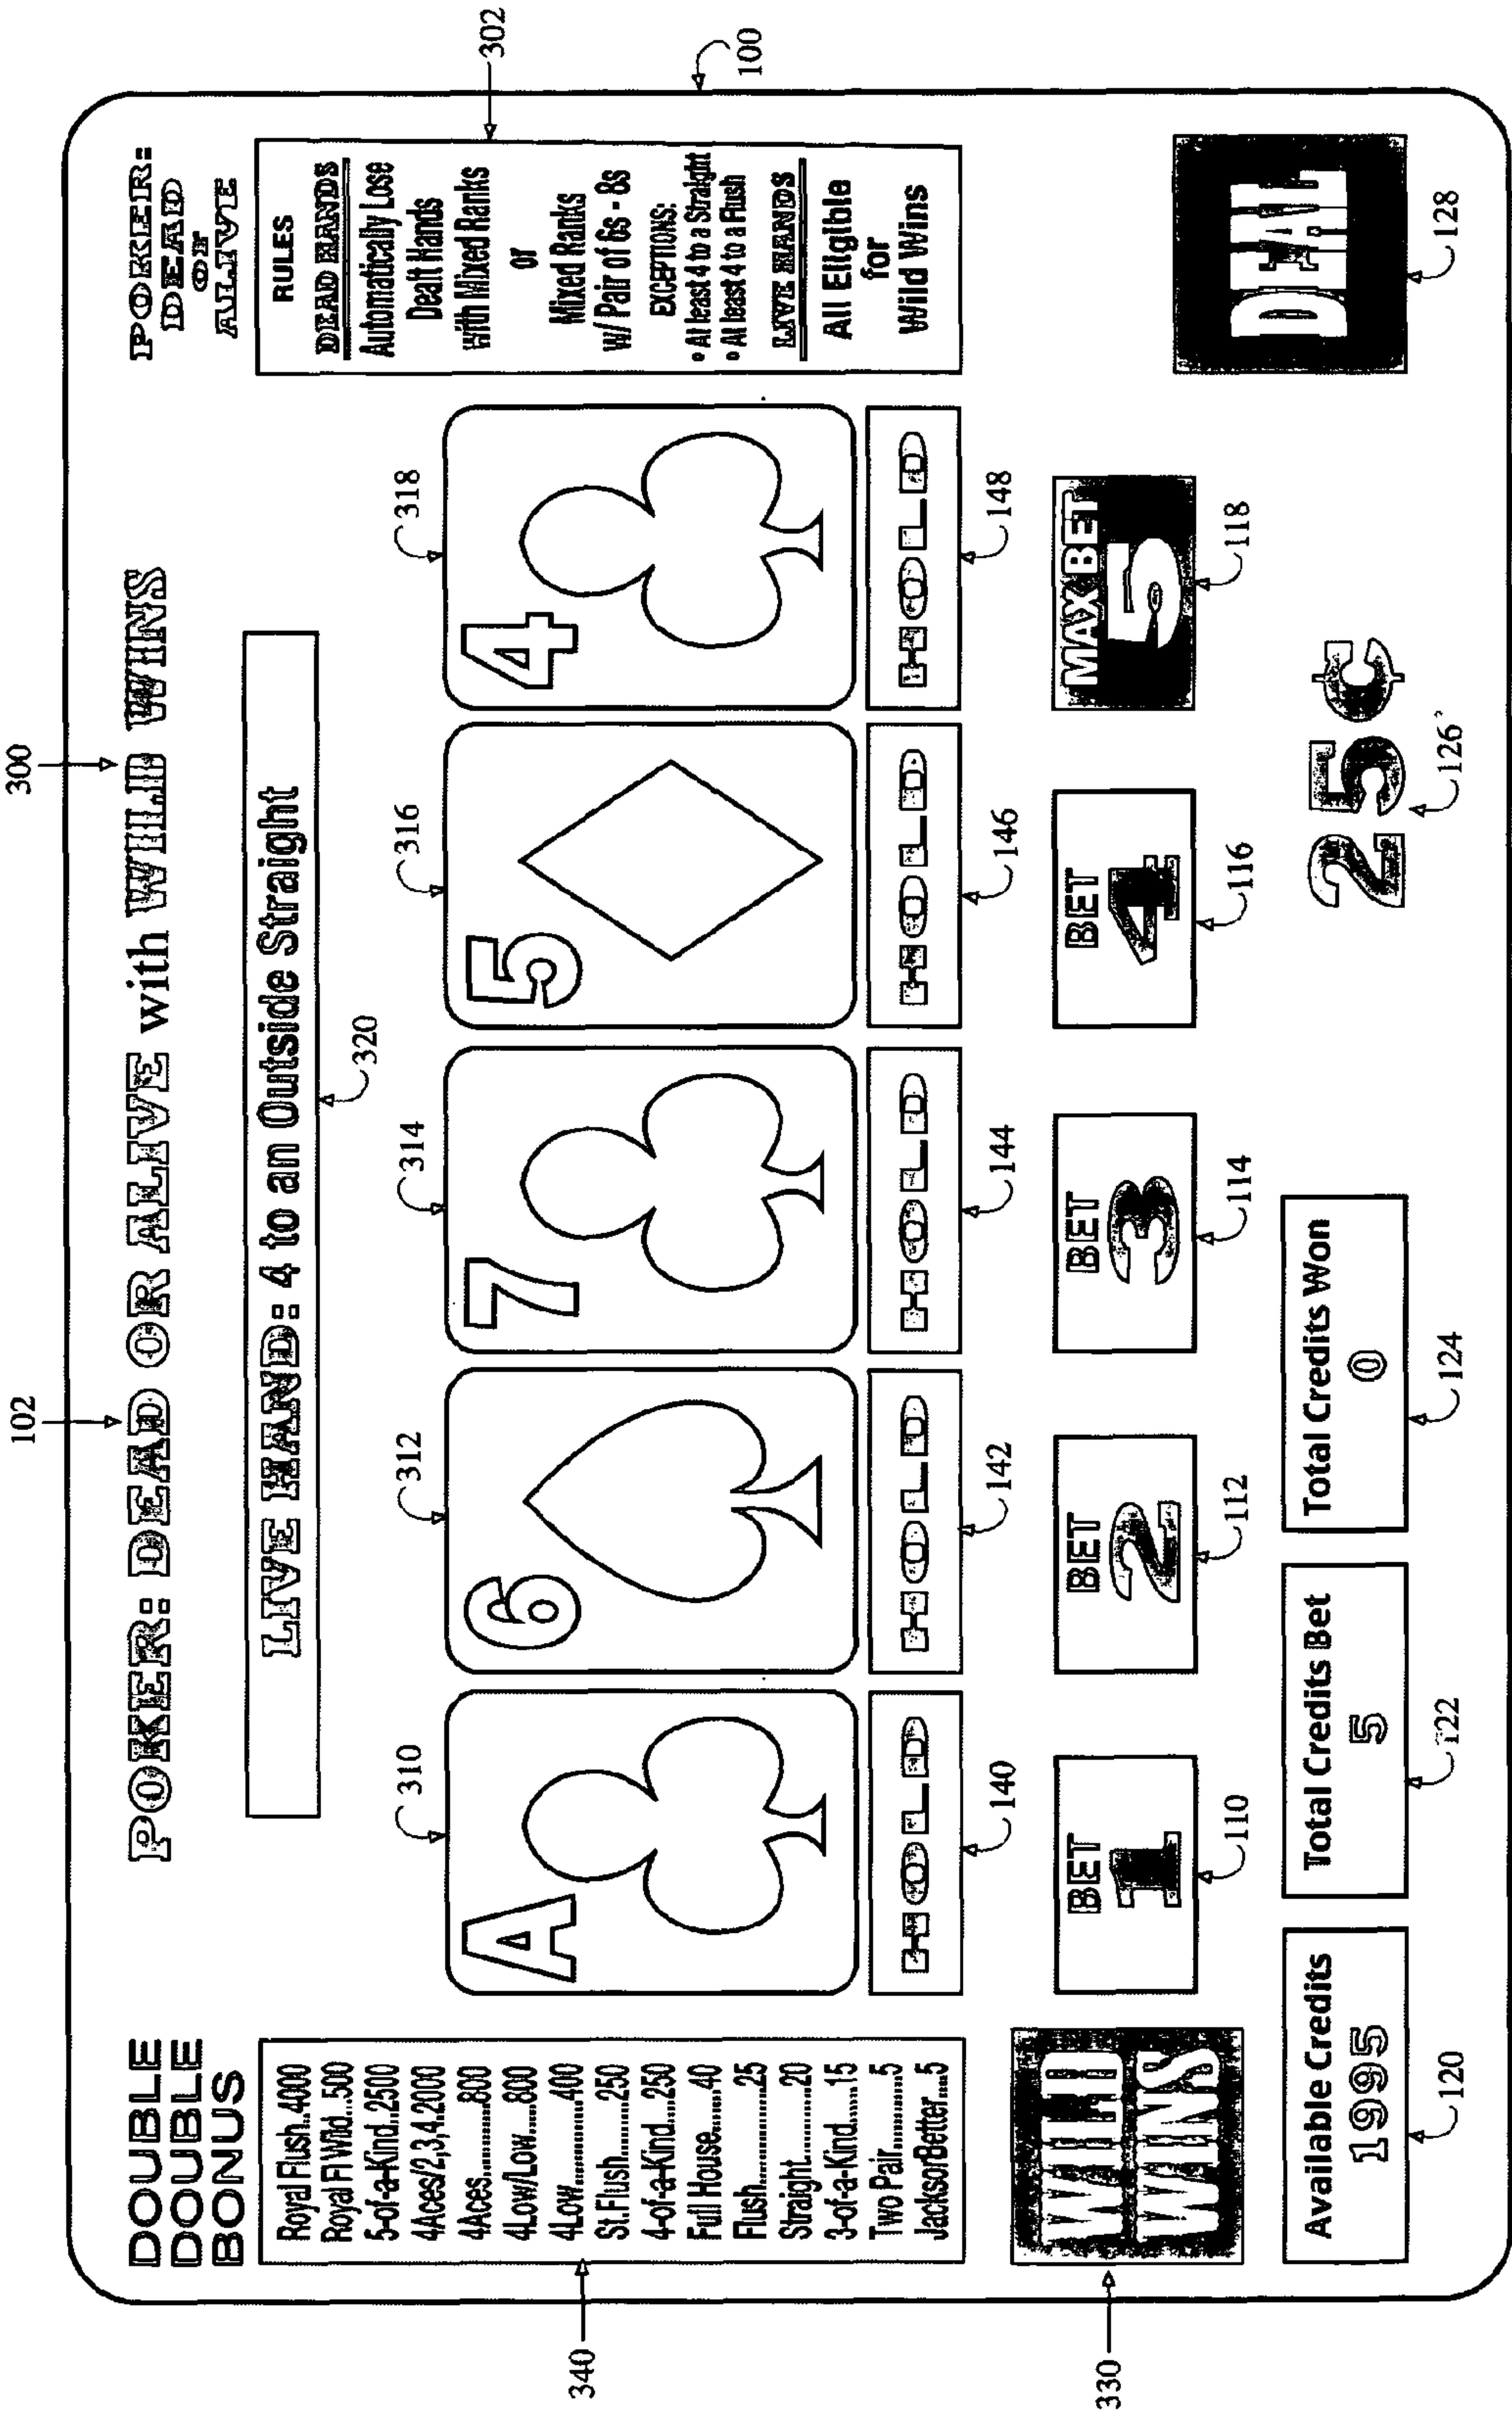 300
102
POKER: DEAD OR ALIVE with WILD WINS
DOUBLE
DOUBLE
BONUS
POKER:
DEAD
or
ALIVE
LIVE HAND: 4 to an Outside Straight
320
Royal Flush..4000
Royal Fl Wild...500
5-of-a-Kind..2500
4Aces/2,3,4.2000
4Aces..........800
4Low/Low.....800
4Low..........400
St.Flush......250
4-of-a-Kind....250
Full House......40
Flush............25
Straight..........20
3-of-a-Kind.....15
Two Pair.........5
JacksorBetter....5
340
310
312
314
316
318
A
6
7
5
4
HOLD
HOLD
HOLD
HOLD
HOLD
140
142
144
146
148
RULES
DEAD HANDS
Automatically Lose
Dealt Hands
with Mixed Ranks
or
Mixed Ranks
w/ Pair of 6s - 8s
EXCEPTIONS:
• At least 4 to a Straight
• At least 4 to a Flush
LIVE HANDS
All Eligible
for
Wild Wins
302
100
WITH
WINS
330
BET
1
BET
2
BET
3
BET
4
MAX BET
5
110
112
114
116
118
DEAL
128
Available Credits
1995
120
Total Credits Bet
5
122
Total Credits Won
0
124
25¢
126